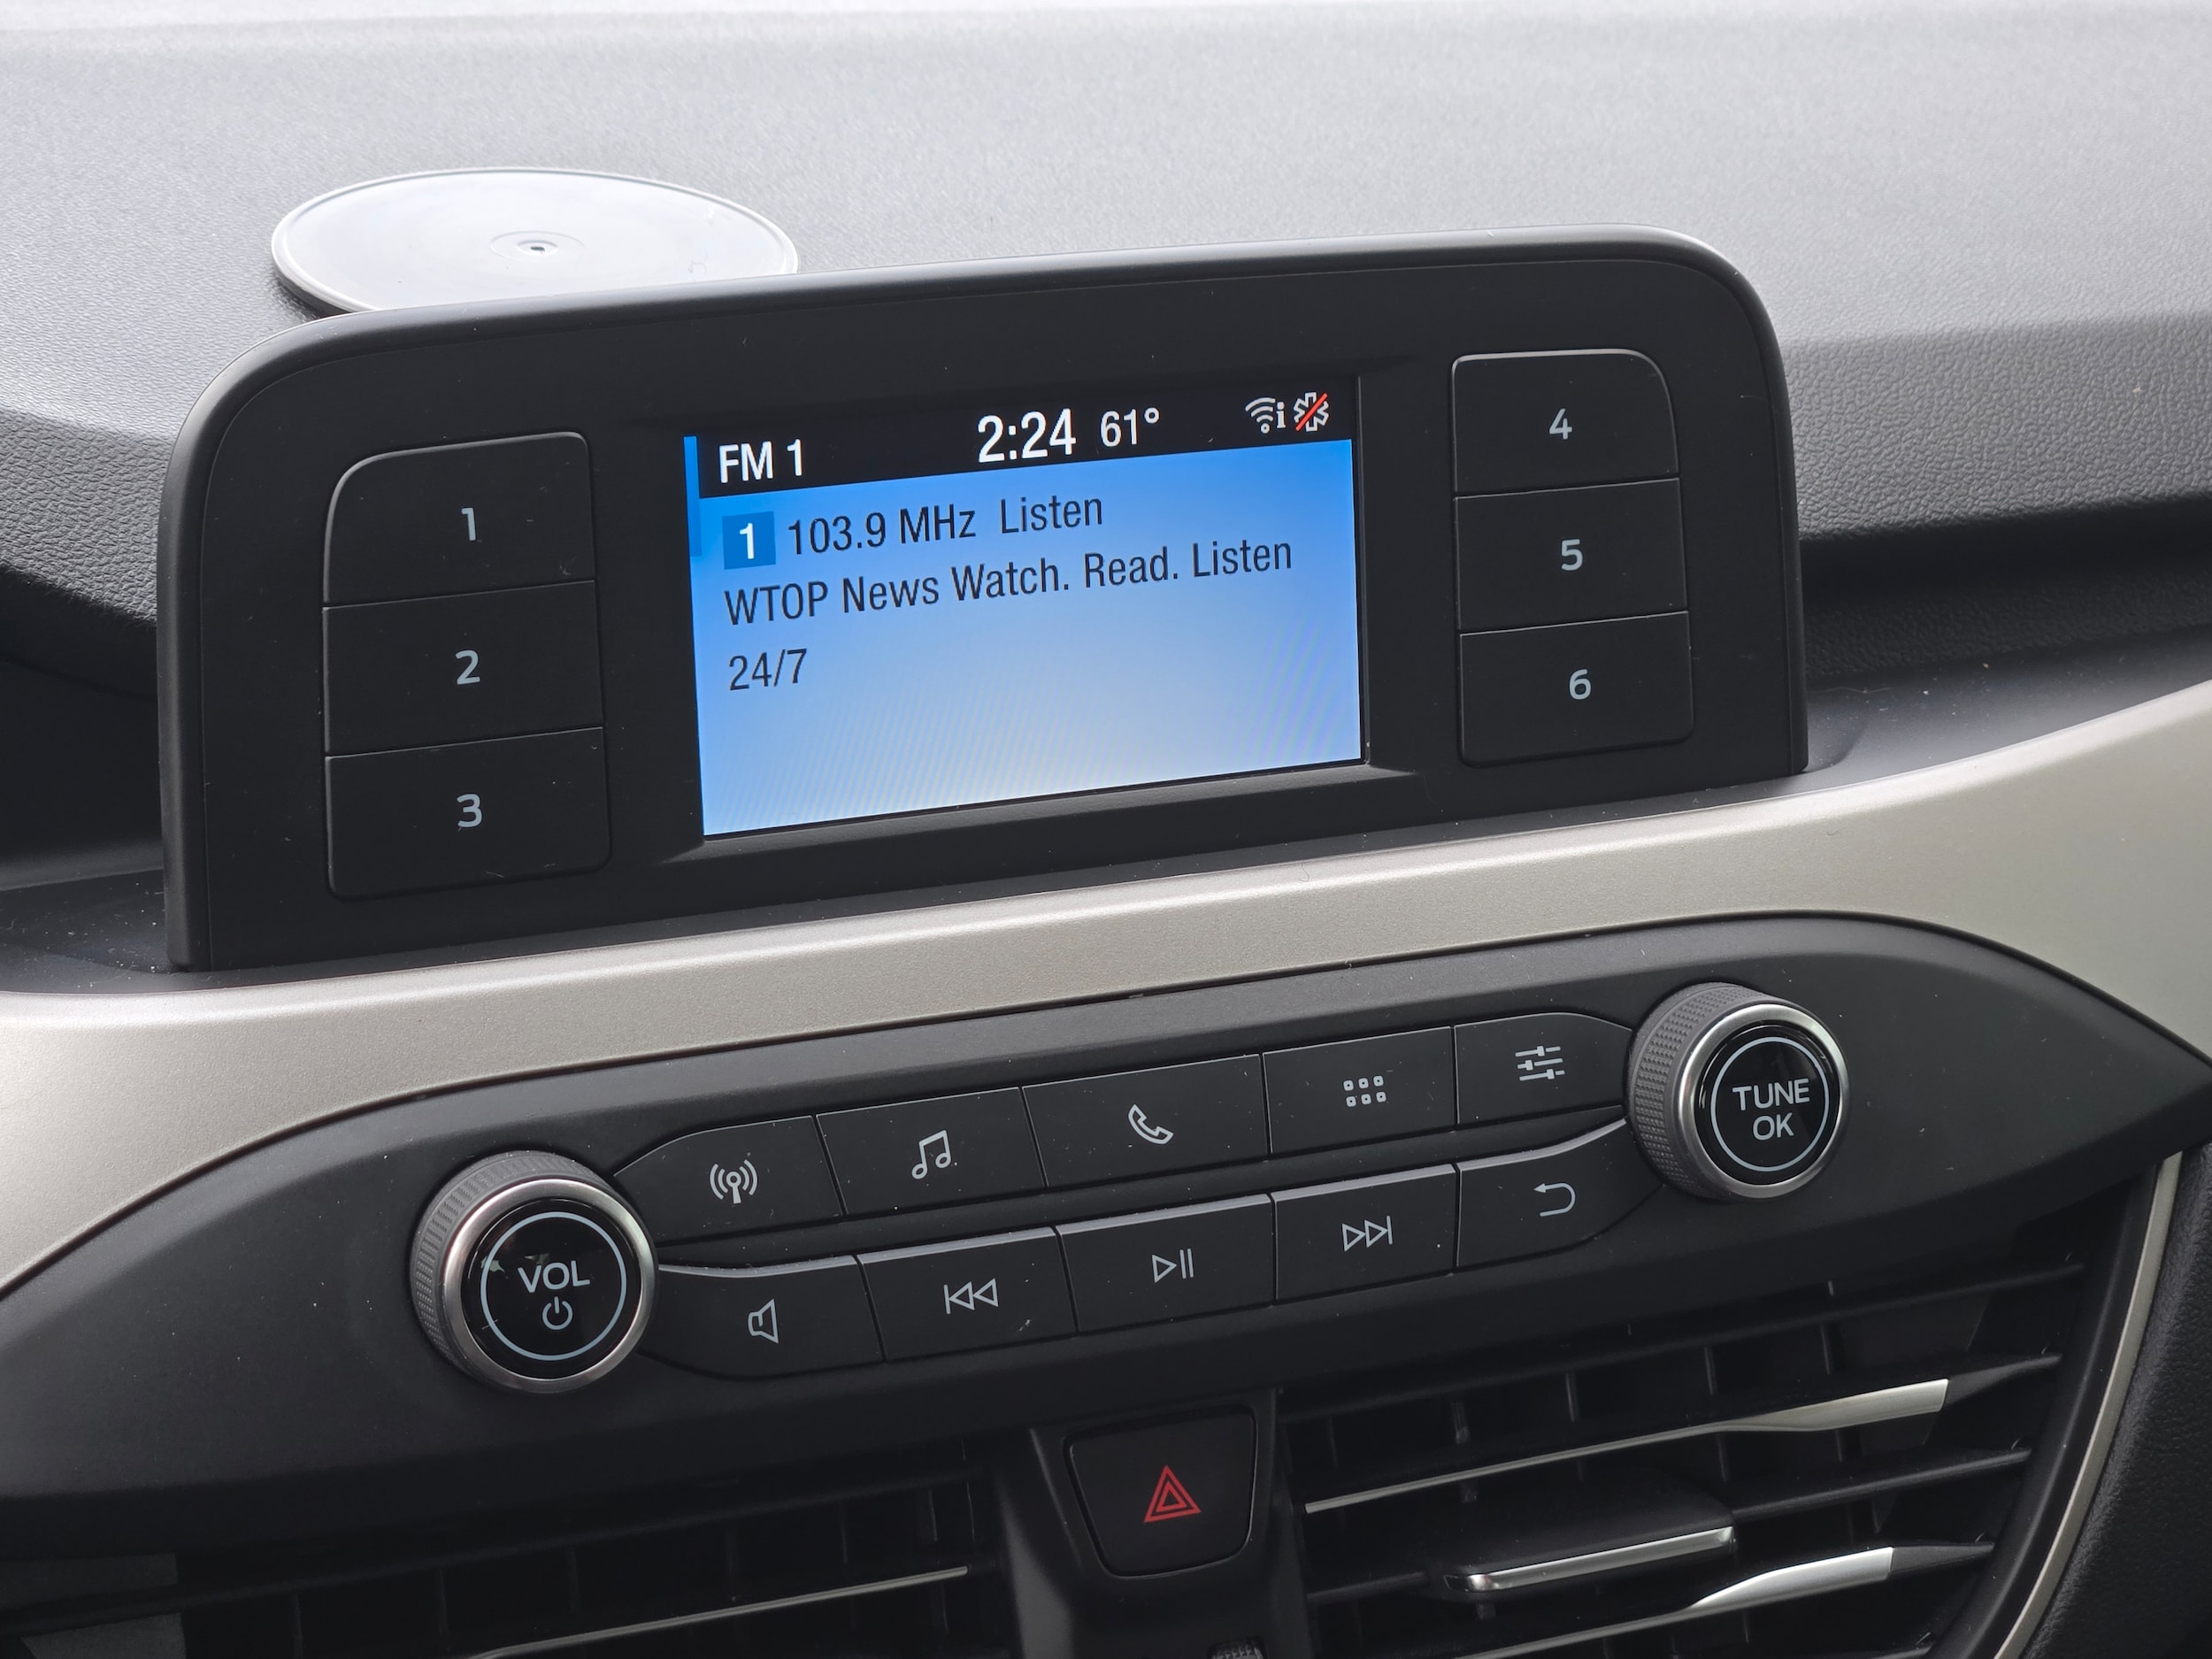 FM 1 2:24 61° i
1 103.9 MHz Listen
WTOP News Watch. Read. Listen
24/7
1
2
3
4
5
6
VOL
TUNE
OK